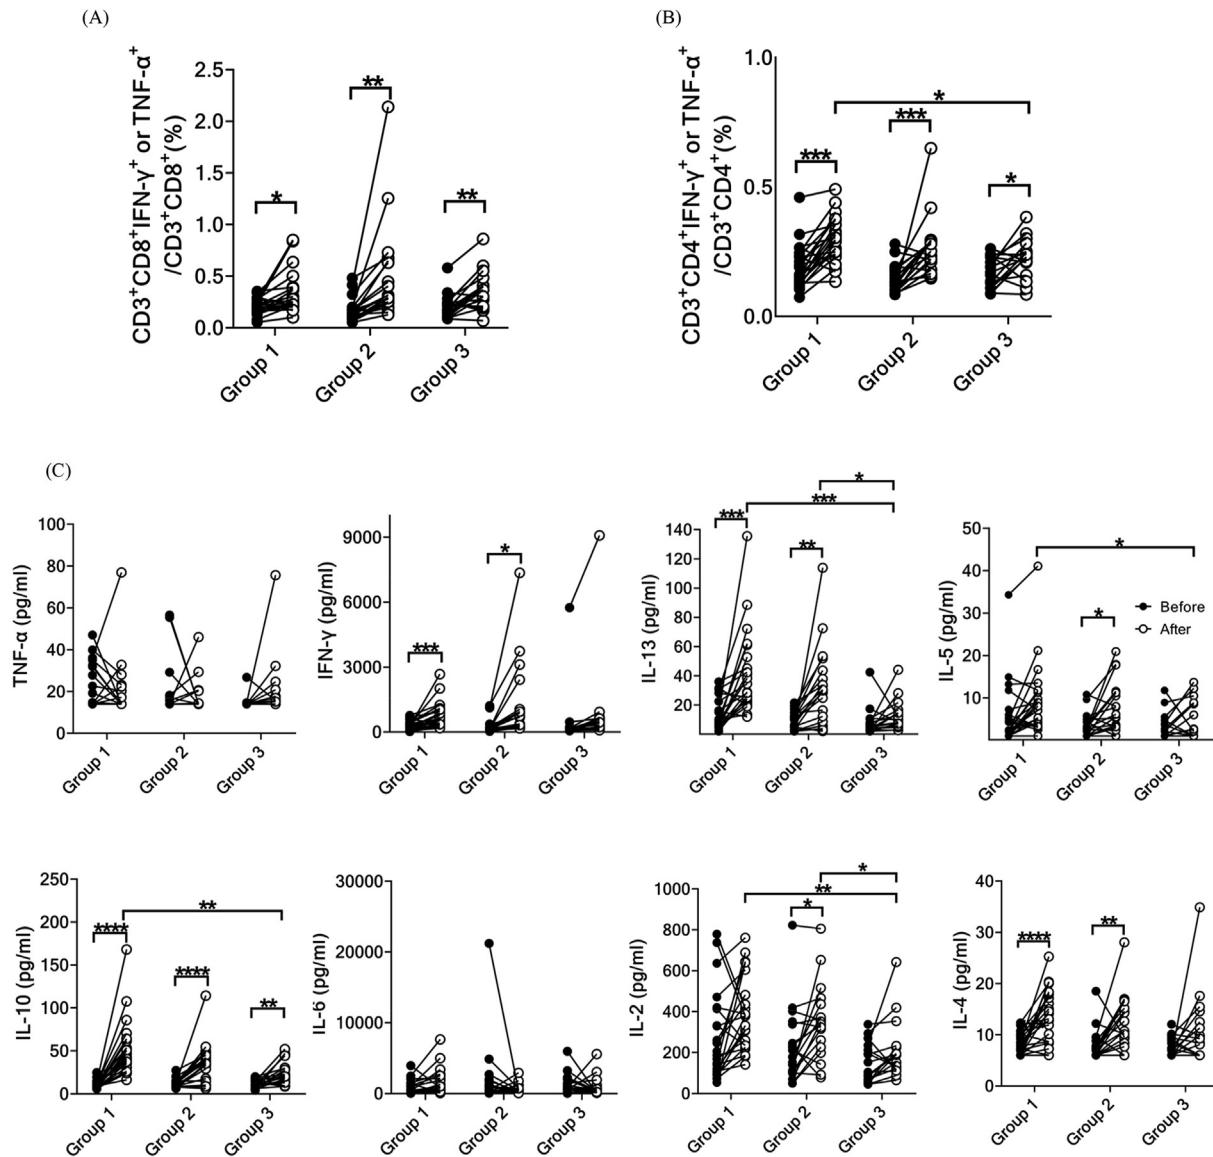 (A)
CD3+CD8+IFN-γ+ or TNF-α+
/CD3+CD8+(%)
2.5
2.0
1.5
1.0
0.5
0.0
*
**
**
Group 1
Group 2
Group 3
(B)
CD3+CD4+IFN-γ+ or TNF-α+
/CD3+CD4+(%)
1.0
0.5
0.0
*
***
***
*
Group 1
Group 2
Group 3
(C)
TNF-α (pg/ml)
100
80
60
40
20
0
Group 1
Group 2
Group 3
IFN-γ (pg/ml)
9000
6000
3000
0
***
*
Group 1
Group 2
Group 3
IL-13 (pg/ml)
140
120
100
80
60
40
20
*
***
***
**
Group 1
Group 2
Group 3
IL-5 (pg/ml)
50
40
30
20
10
*
*
Before
After
Group 1
Group 2
Group 3
IL-10 (pg/ml)
250
200
150
100
50
0
**
****
****
**
Group 1
Group 2
Group 3
IL-6 (pg/ml)
30000
20000
10000
0
Group 1
Group 2
Group 3
IL-2 (pg/ml)
1000
800
600
400
200
0
*
**
*
Group 1
Group 2
Group 3
IL-4 (pg/ml)
40
30
20
10
0
****
**
Group 1
Group 2
Group 3